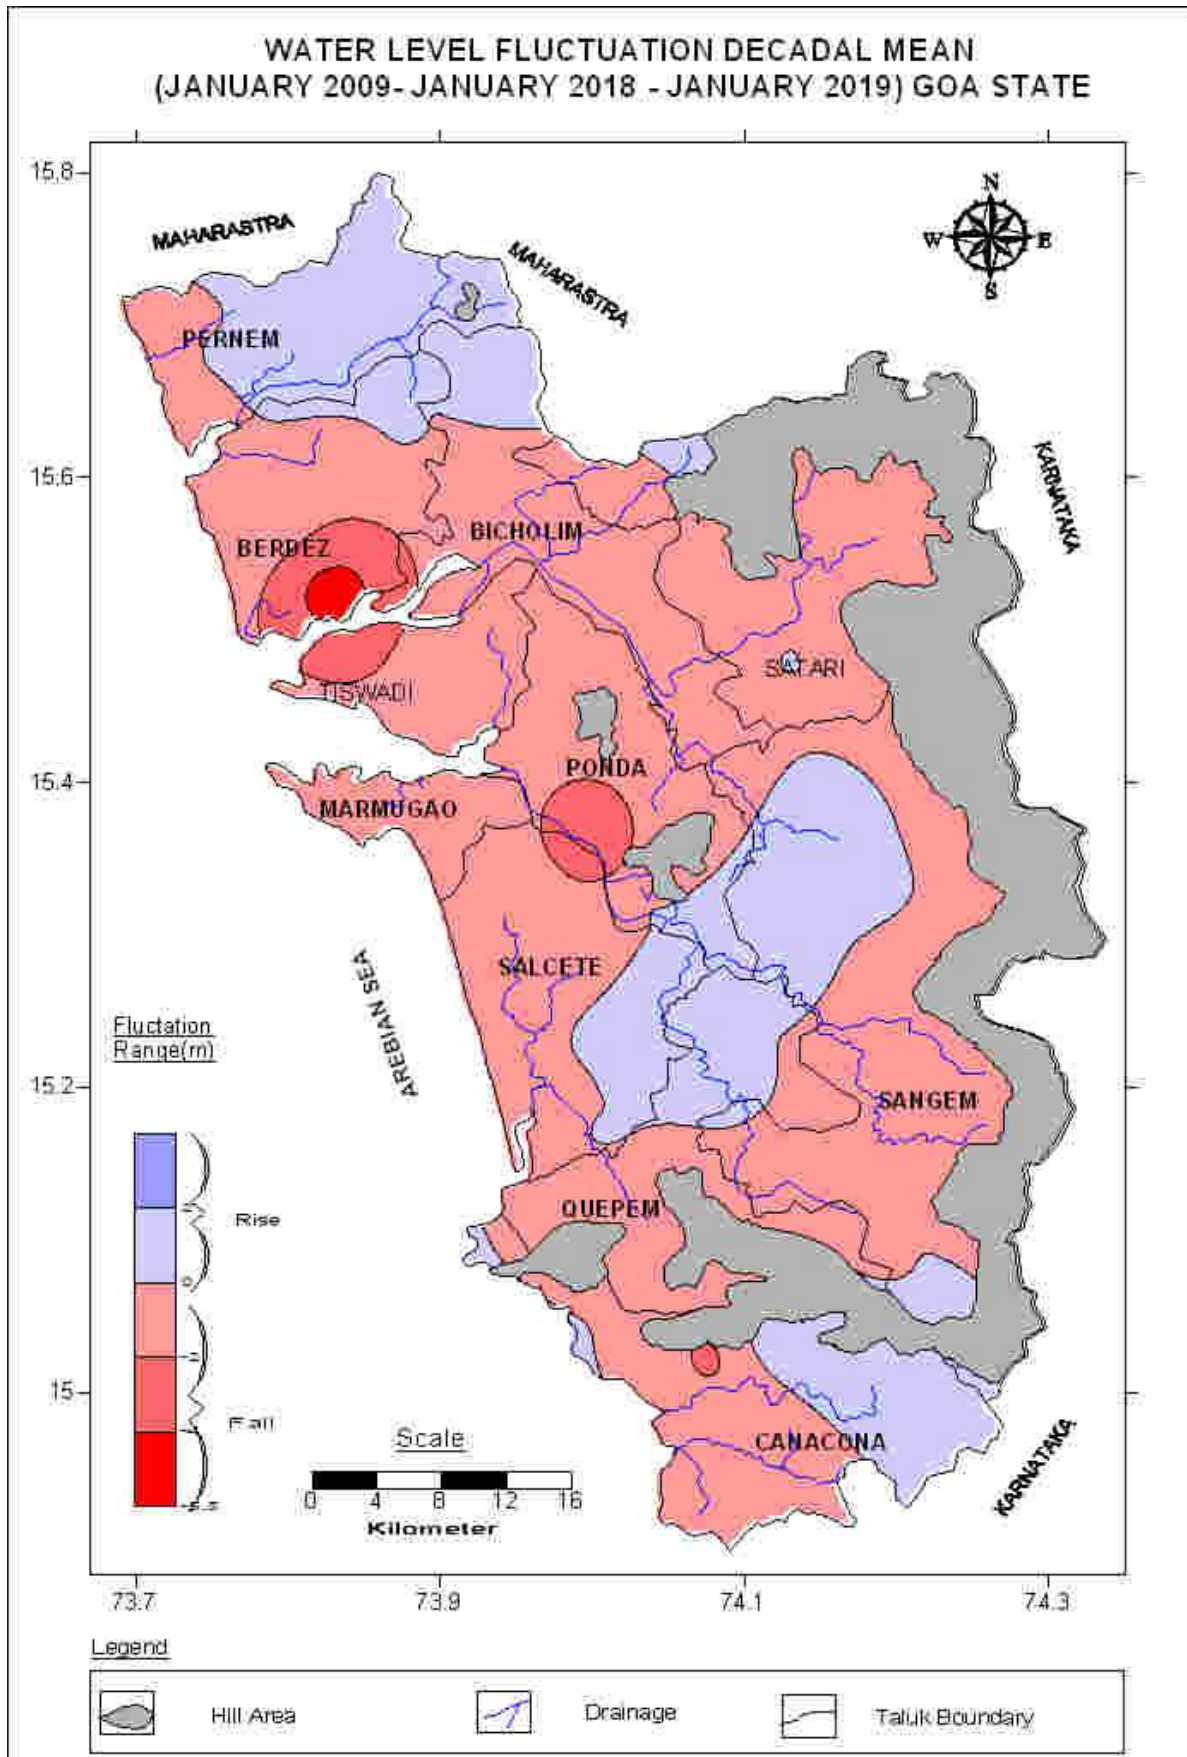 WATER LEVEL FLUCTUATION DECADAL MEAN
(JANUARY 2009- JANUARY 2018 - JANUARY 2019) GOA STATE
15.8
MAHARASTRA
MAHARASTRA
N
W
E
S
PERNEM
15.6
KARNATAKA
BICHOLIM
BERDEZ
SATARI
TISWADI
15.4
PONDA
MARMUGAO
SALCETE
AREBIAN SEA
Fluctation
Range(m)
15.2
SANGEM
QUEPEM
Rise
0
Fall
15
CANACONA
KARNATAKA
Scale
0 4 8 12 16
Kilometer
73.7 73.9 74.1 74.3
Legend
Hill Area
Drainage
Taluk Boundary